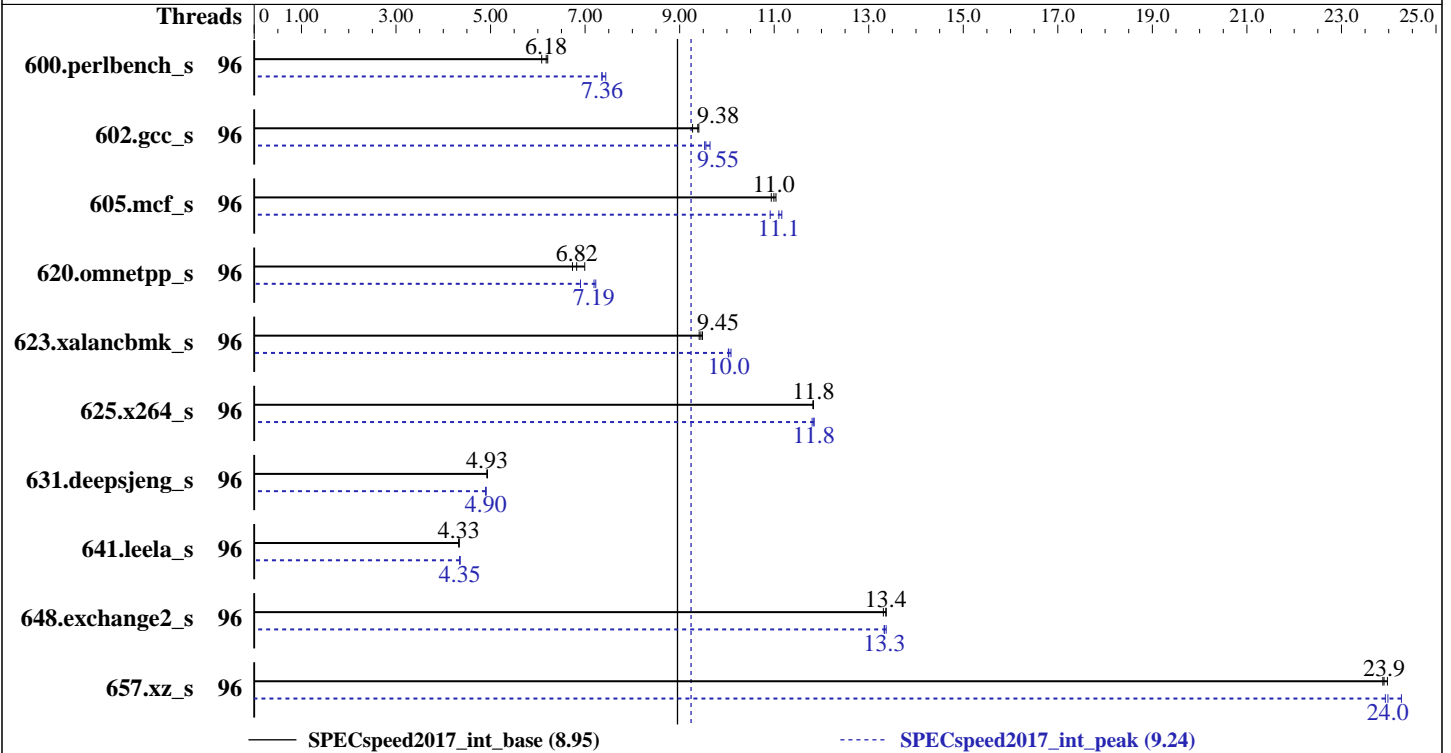 Threads 0 1.00 3.00 5.00 7.00 9.00 11.0 13.0 15.0 17.0 19.0 21.0 23.0 25.0
6.18
600.perlbench_s 96
7.36
9.38
602.gcc_s 96
9.55
11.0
605.mcf_s 96
11.1
6.82
620.omnetpp_s 96
7.19
9.45
623.xalancbmk_s 96
10.0
11.8
625.x264_s 96
11.8
4.93
631.deepsjeng_s 96
4.90
4.33
641.leela_s 96
4.35
13.4
648.exchange2_s 96
13.3
23.9
657.xz_s 96
24.0
SPECspeed2017_int_base (8.95) SPECspeed2017_int_peak (9.24)